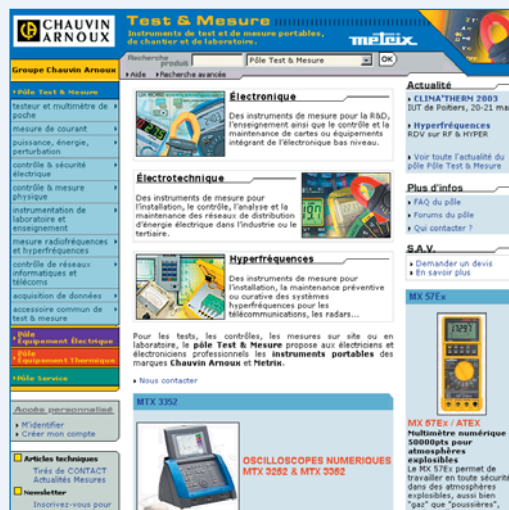 CHAUVIN
ARNOUX
Test & Mesure
Instruments de test et de mesure portables,
de chantier et de laboratoire.
metrix
Recherche
produit
Pôle Test & Mesure
OK
Aide
Recherche avancée
Groupe Chauvin Arnoux
Pôle Test & Mesure
testeur et multimètre de
poche
mesure de courant
puissance, énergie,
perturbation
contrôle & sécurité
électrique
contrôle & mesure
physique
instrumentation de
laboratoire et
enseignement
mesure radiofréquences
et hyperfréquences
contrôle de réseaux
informatiques et
télécoms
acquisition de données
accessoire commun de
test & mesure
Pôle
Équipement Électrique
Pôle
Équipement Thermique
Pôle Service
Accès personnalisé
M'identifier
Créer mon compte
Articles techniques
Tirés de CONTACT
Actualités Mesures
Newsletter
Inscrivez-vous pour
Électronique
Des instruments de mesure pour la R&D,
l'enseignement ainsi que le contrôle et la
maintenance de cartes ou équipements
intégrant de l'électronique bas niveau.
Électrotechnique
Des instruments de mesure pour
l'installation, le contrôle, l'analyse et la
maintenance des réseaux de distribution
d'énergie électrique dans l'industrie ou le
tertiaire.
Hyperfréquences
Des instruments de mesure pour
l'installation, la maintenance préventive
ou curative des systèmes
hyperfréquences pour les
télécommunications, les radars...
Pour les tests, les contrôles, les mesures sur site ou en
laboratoire, le pôle Test & Mesure propose aux électriciens et
électroniciens professionnels les instruments portables des
marques Chauvin Arnoux et Metrix.
Nous contacter
MTX 3352
OSCILLOSCOPES NUMERIQUES
MTX 3252 & MTX 3352
Actualité
CLIMA'THERM 2003
IUT de Poitiers, 20-21 ma
Hyperfréquences
RDV sur RF & HYPER
Voir toute l'actualité du
pôle Pôle Test & Mesure
Plus d'infos
FAQ du pôle
Forums du pôle
Qui contacter ?
S.A.V.
Demander un devis
En savoir plus
MX 57Ex
MX 57Ex / ATEX
Multimètre numérique
50000pts pour
atmosphères
explosibles
Le MX 57Ex permet de
travailler en toute sécurité
dans des atmosphères
explosibles, aussi bien
"gaz" que "poussières",